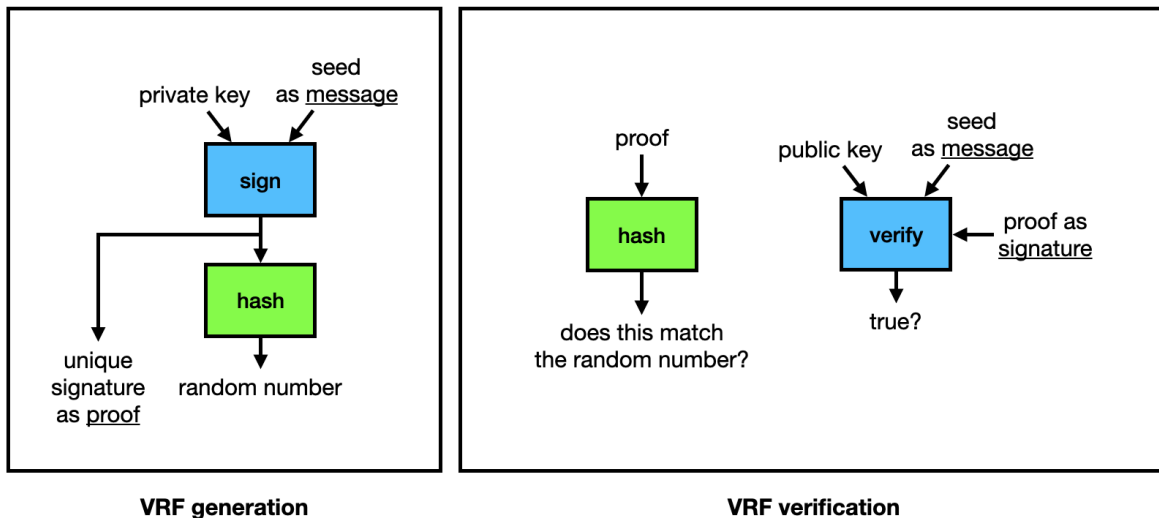 private key
seed
as message
sign
hash
unique
signature
as proof
random number
VRF generation
proof
hash
does this match
the random number?
public key
seed
as message
verify
proof as
signature
true?
VRF verification